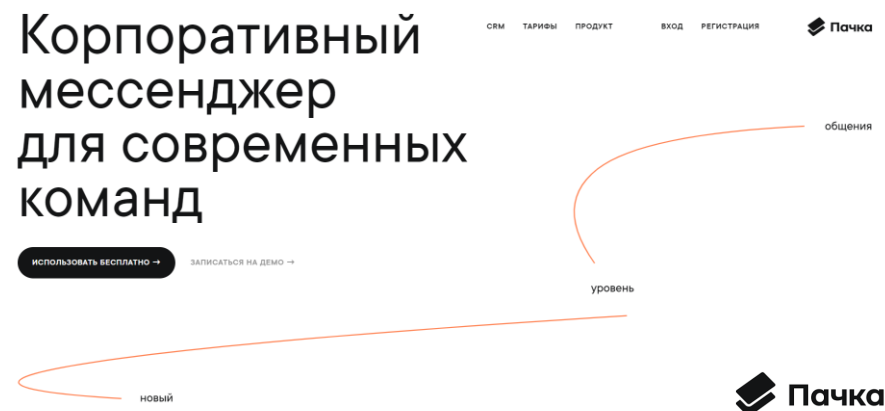 Корпоративный
мессенджер
для современных
команд
CRM ТАРИФЫ ПРОДУКТ ВХОД РЕГИСТРАЦИЯ Пачка
ИСПОЛЬЗОВАТЬ БЕСПЛАТНО → ЗАПИСАТЬСЯ НА ДЕМО →
общения
уровень
новый
Пачка